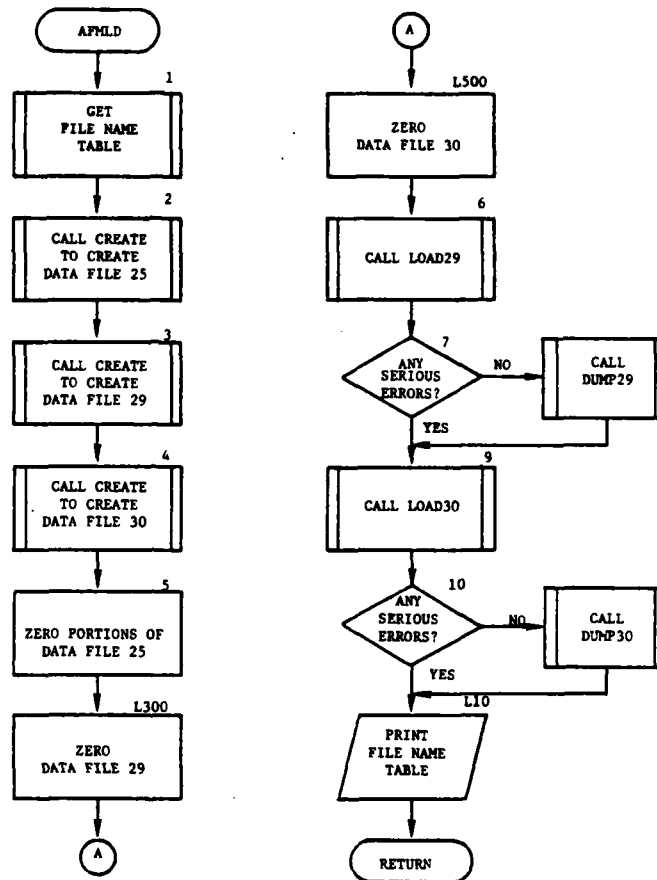 AFMLD
1
GET
FILE NAME
TABLE
2
CALL CREATE
TO CREATE
DATA FILE 25
3
CALL CREATE
TO CREATE
DATA FILE 29
4
CALL CREATE
TO CREATE
DATA FILE 30
5
ZERO PORTIONS OF
DATA FILE 25
L300
ZERO
DATA FILE 29
A
A
L500
ZERO
DATA FILE 30
6
CALL LOAD29
7
ANY
SERIOUS
ERRORS?
NO
CALL
DUMP29
YES
9
CALL LOAD30
10
ANY
SERIOUS
ERRORS?
NO
CALL
DUMP30
YES
L10
PRINT
FILE NAME
TABLE
RETURN